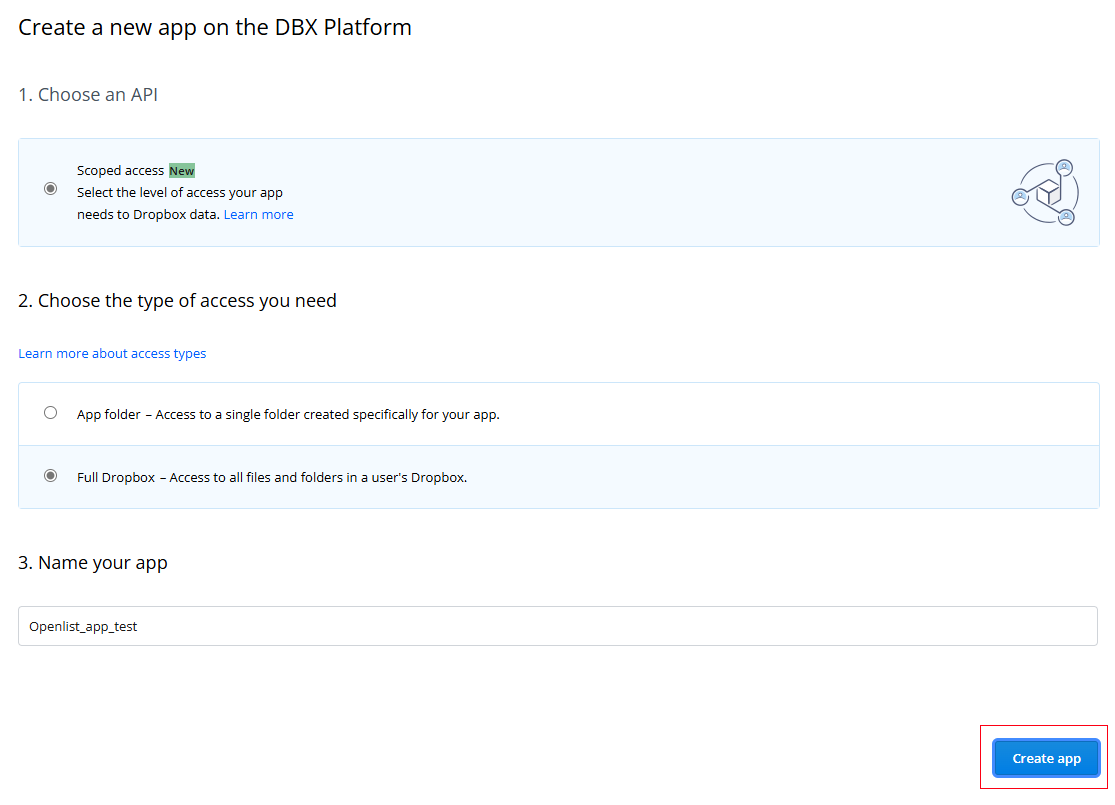 Create a new app on the DBX Platform
1. Choose an API
Scoped access New
Select the level of access your app
needs to Dropbox data. Learn more
2. Choose the type of access you need
Learn more about access types
App folder – Access to a single folder created specifically for your app.
Full Dropbox – Access to all files and folders in a user's Dropbox.
3. Name your app
Openlist_app_test
Create app